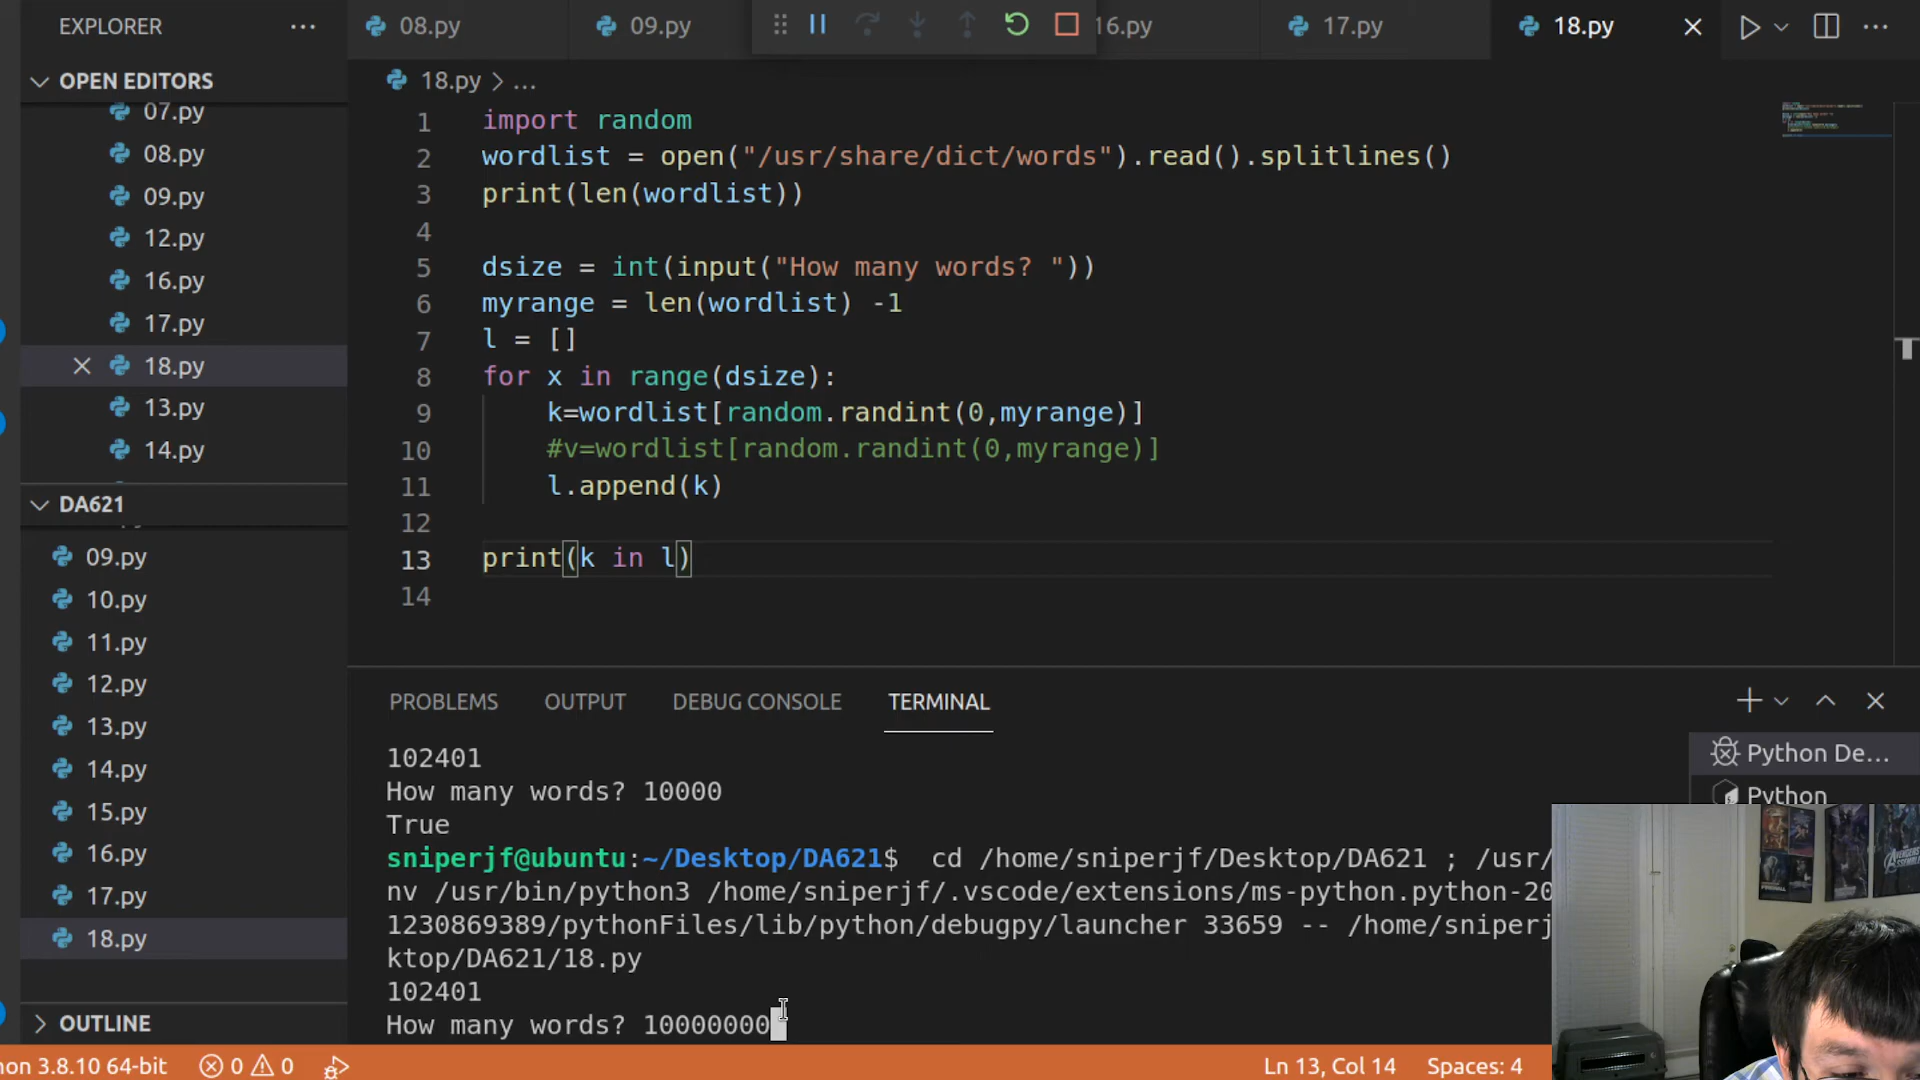 EXPLORER
OPEN EDITORS
07.py
08.py
09.py
12.py
16.py
17.py
18.py
13.py
14.py
DA621
09.py
10.py
11.py
12.py
13.py
14.py
15.py
16.py
17.py
18.py
OUTLINE
08.py
09.py
16.py
17.py
18.py
18.py > ...
1 import random
2 wordlist = open("/usr/share/dict/words").read().splitlines()
3 print(len(wordlist))
4
5 dsize = int(input("How many words? "))
6 myrange = len(wordlist) -1
7 l = []
8 for x in range(dsize):
9 k=wordlist[random.randint(0,myrange)]
10 #v=wordlist[random.randint(0,myrange)]
11 l.append(k)
12
13 print(k in l)
14
PROBLEMS OUTPUT DEBUG CONSOLE TERMINAL
102401
How many words? 10000
True
sniperjf@ubuntu:~/Desktop/DA621$ cd /home/sniperjf/Desktop/DA621 ; /usr/
nv /usr/bin/python3 /home/sniperjf/.vscode/extensions/ms-python.python-20
1230869389/pythonFiles/lib/python/debugpy/launcher 33659 -- /home/sniperj
ktop/DA621/18.py
102401
How many words? 10000000
Python De...
Python
hon 3.8.10 64-bit 0 0 Ln 13, Col 14 Spaces: 4